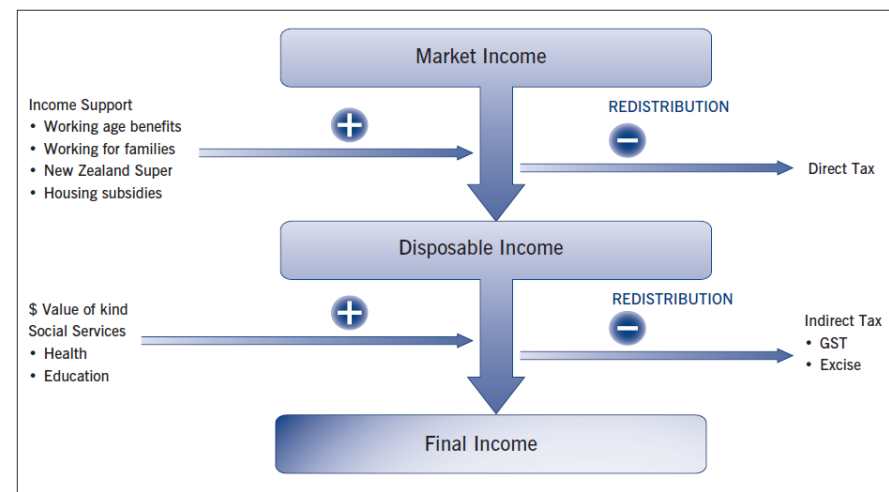 Market Income
Income Support
• Working age benefits
• Working for families
• New Zealand Super
• Housing subsidies
+
REDISTRIBUTION
−
Direct Tax
Disposable Income
$ Value of kind
Social Services
• Health
• Education
+
REDISTRIBUTION
−
Indirect Tax
• GST
• Excise
Final Income